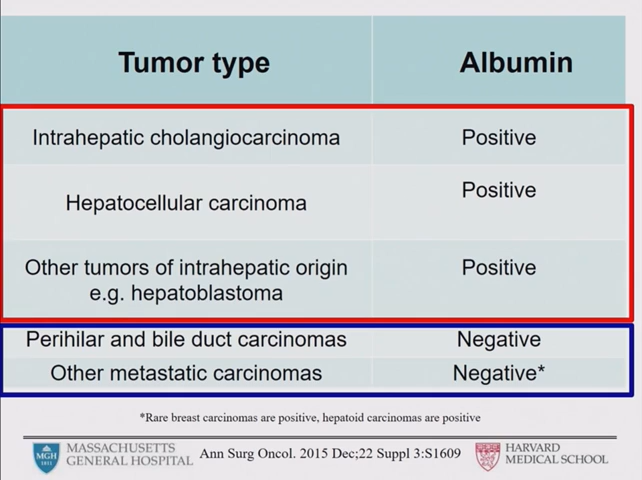 Tumor type Albumin
Intrahepatic cholangiocarcinoma Positive
Hepatocellular carcinoma Positive
Other tumors of intrahepatic origin Positive
e.g. hepatoblastoma
Perihilar and bile duct carcinomas Negative
Other metastatic carcinomas Negative*
*Rare breast carcinomas are positive, hepatoid carcinomas are positive
MGH
1811
MASSACHUSETTS
GENERAL HOSPITAL
Ann Surg Oncol. 2015 Dec;22 Suppl 3:S1609
HARVARD
MEDICAL SCHOOL